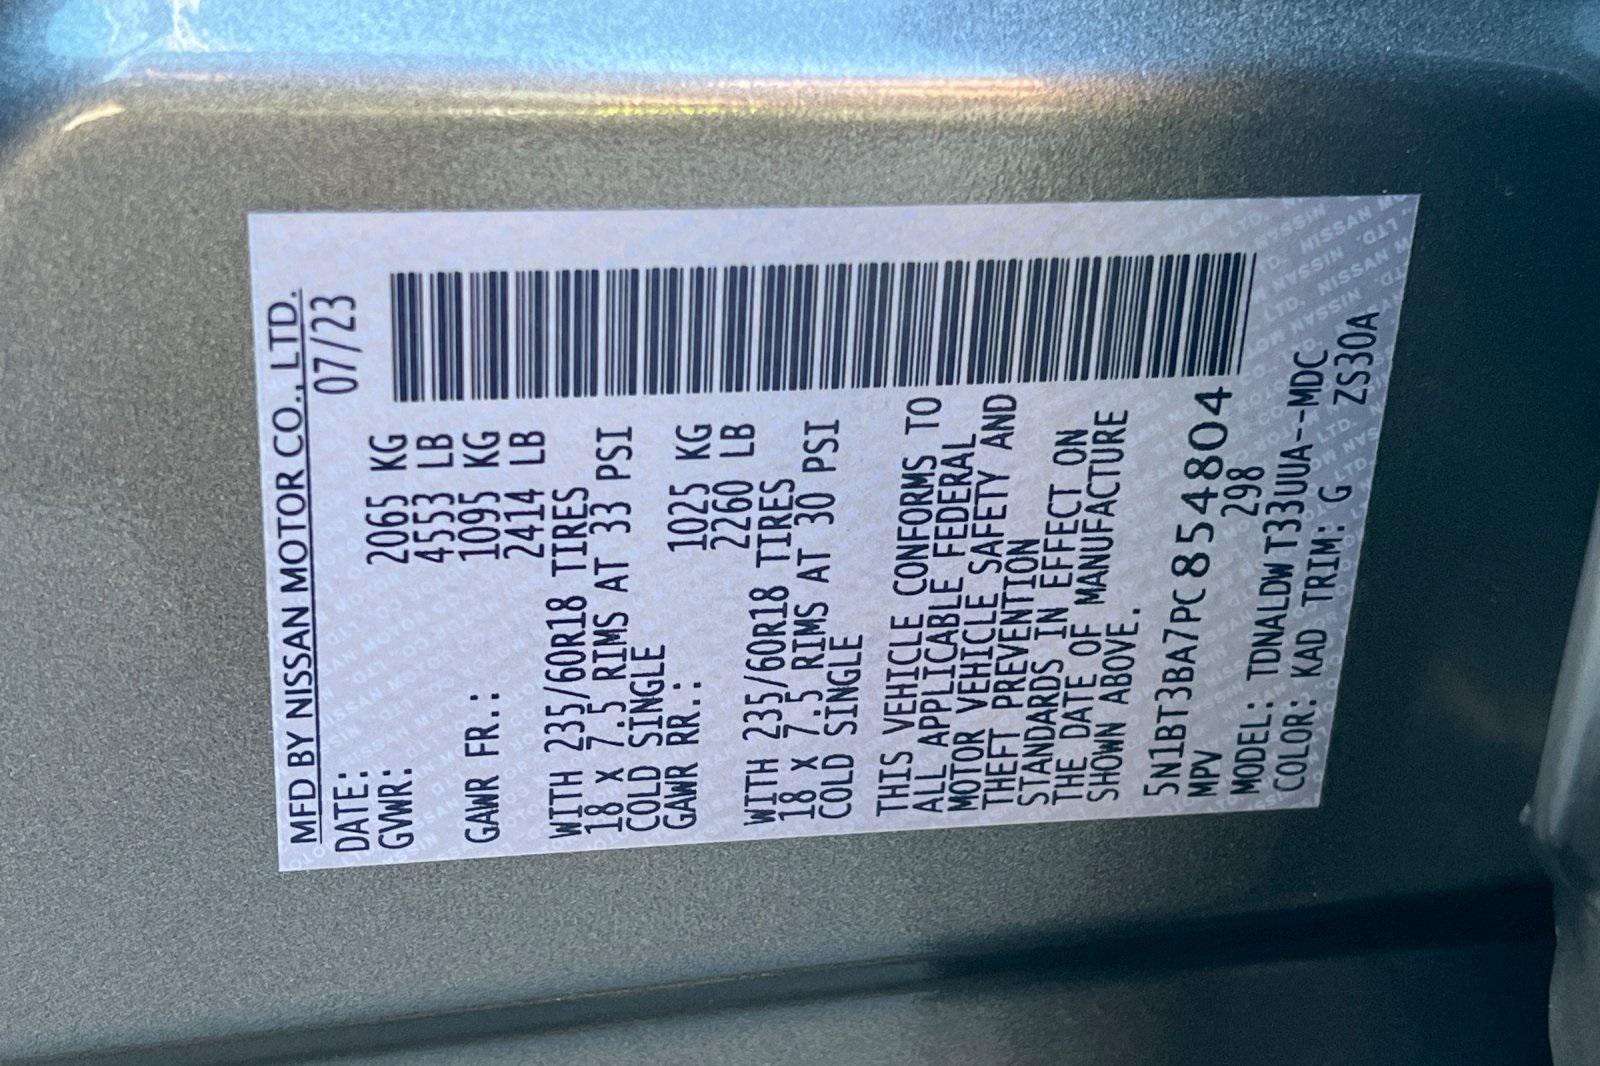 MFD BY NISSAN MOTOR CO., LTD.
DATE: 07/23
GVWR: 2065 KG
4553 LB
GAWR FR.: 1095 KG
2414 LB
WITH 235/60R18 TIRES
18 X 7.5 RIMS AT 33 PSI
COLD SINGLE
GAWR RR.: 1025 KG
2260 LB
WITH 235/60R18 TIRES
18 X 7.5 RIMS AT 30 PSI
COLD SINGLE
THIS VEHICLE CONFORMS TO
ALL APPLICABLE FEDERAL
MOTOR VEHICLE SAFETY AND
THEFT PREVENTION
STANDARDS IN EFFECT ON
THE DATE OF MANUFACTURE
SHOWN ABOVE.
5N1BT3BA7PC854804
MPV 298
MODEL: TDNALDWT33UUA--MDC
COLOR: KAD TRIM: G ZS30A